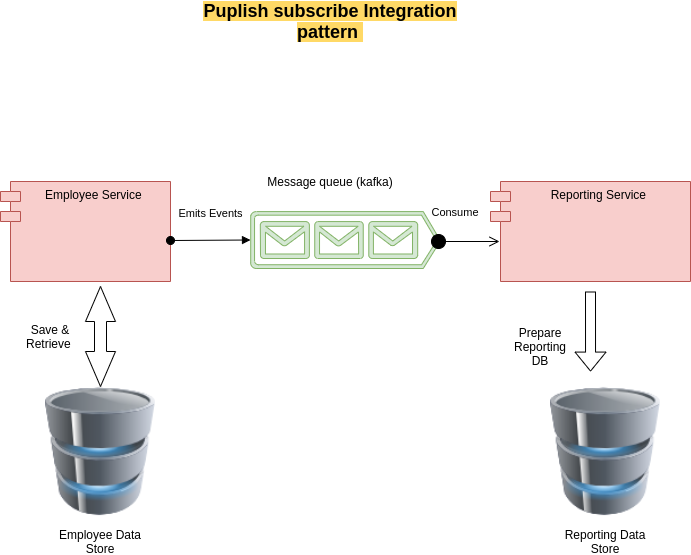 Puplish subscribe Integration
pattern
Message queue (kafka)
Employee Service
Reporting Service
Emits Events
Consume
Save &
Retrieve
Prepare
Reporting
DB
Employee Data
Store
Reporting Data
Store